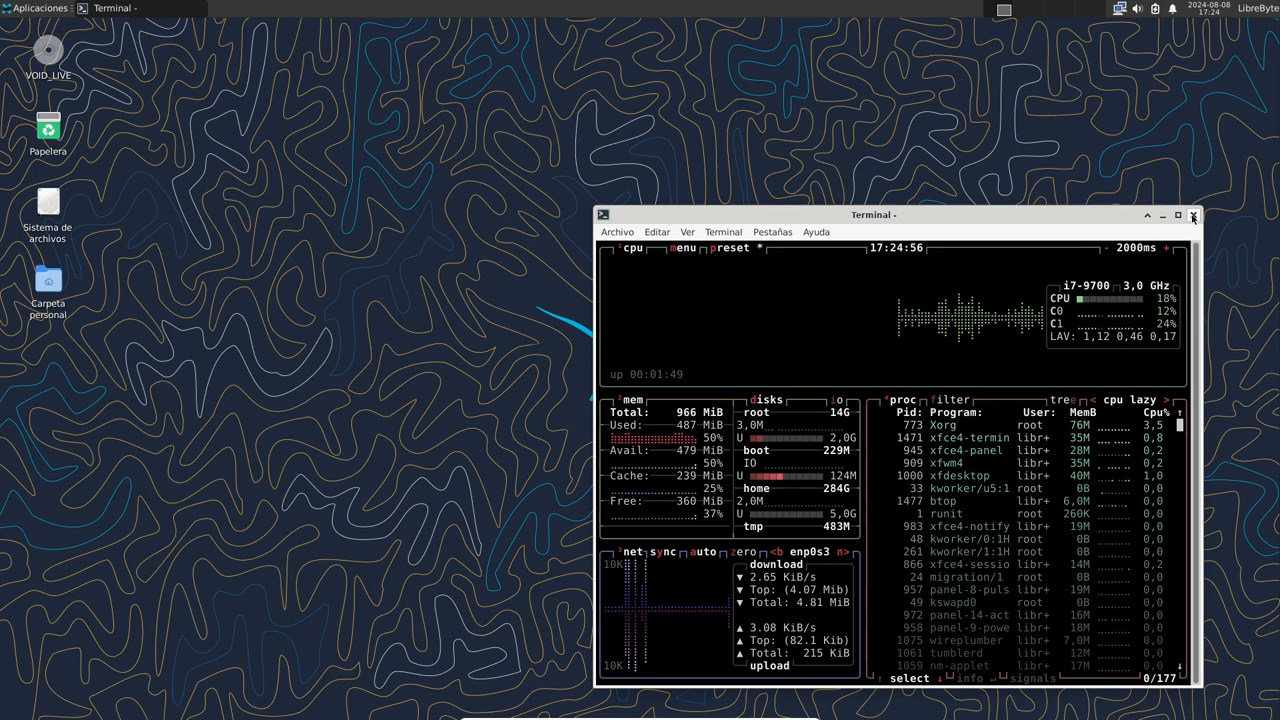 Aplicaciones
Terminal -
2024-08-08
17:24
LibreByte
VOID_LIVE
Papelera
Sistema de
archivos
Carpeta
personal
Terminal -
Archivo Editar Ver Terminal Pestañas Ayuda
¹cpu menu preset * 17:24:56 - 2000ms +
i7-9700 3,0 GHz
CPU 18%
C0 12%
C1 24%
LAV: 1,12 0,46 0,17
up 00:01:49
²mem disks io
Total: 966 MiB root 14G
Used: 487 MiB 3,0M
50% U 2,0G
Avail: 479 MiB boot 229M
50% IO
Cache: 239 MiB U 124M
25% home 284G
Free: 360 MiB 2,0M
37% U 5,0G
tmp 483M
³net sync auto zero <b enp0s3 n>
10K download
▼ 2.65 KiB/s
▼ Top: (4.07 Mib)
▼ Total: 4.81 MiB
▲ 3.08 KiB/s
▲ Top: (82.1 Kib)
▲ Total: 215 KiB
10K upload
⁴proc filter tree < cpu lazy >
Pid: Program: User: MemB Cpu% ↑
773 Xorg root 76M 3,5
1471 xfce4-termin libr+ 35M 0,8
945 xfce4-panel libr+ 28M 0,2
909 xfwm4 libr+ 35M 0,2
1000 xfdesktop libr+ 40M 1,0
33 kworker/u5:1 root 0B 0,0
1477 btop libr+ 6,0M 0,0
1 runit root 260K 0,0
983 xfce4-notify libr+ 19M 0,0
48 kworker/0:1H root 0B 0,0
261 kworker/1:1H root 0B 0,0
866 xfce4-sessio libr+ 14M 0,2
24 migration/1 root 0B 0,0
957 panel-8-puls libr+ 19M 0,0
49 kswapd0 root 0B 0,0
972 panel-14-act libr+ 16M 0,0
958 panel-9-powe libr+ 18M 0,0
1075 wireplumber libr+ 7,0M 0,0
1061 tumblerd libr+ 12M 0,0
1059 nm-applet libr+ 17M 0,0 ↓
↑ select ↓ info ↵ signals 0/177